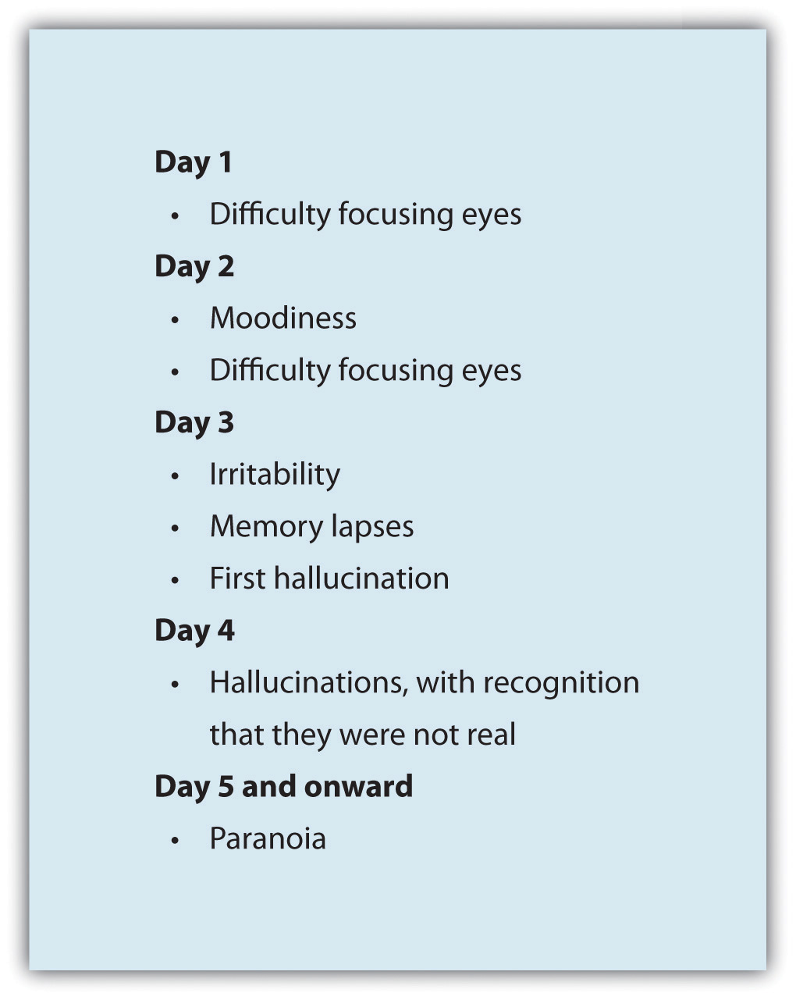 Day 1
• Difficulty focusing eyes
Day 2
• Moodiness
• Difficulty focusing eyes
Day 3
• Irritability
• Memory lapses
• First hallucination
Day 4
• Hallucinations, with recognition
that they were not real
Day 5 and onward
• Paranoia